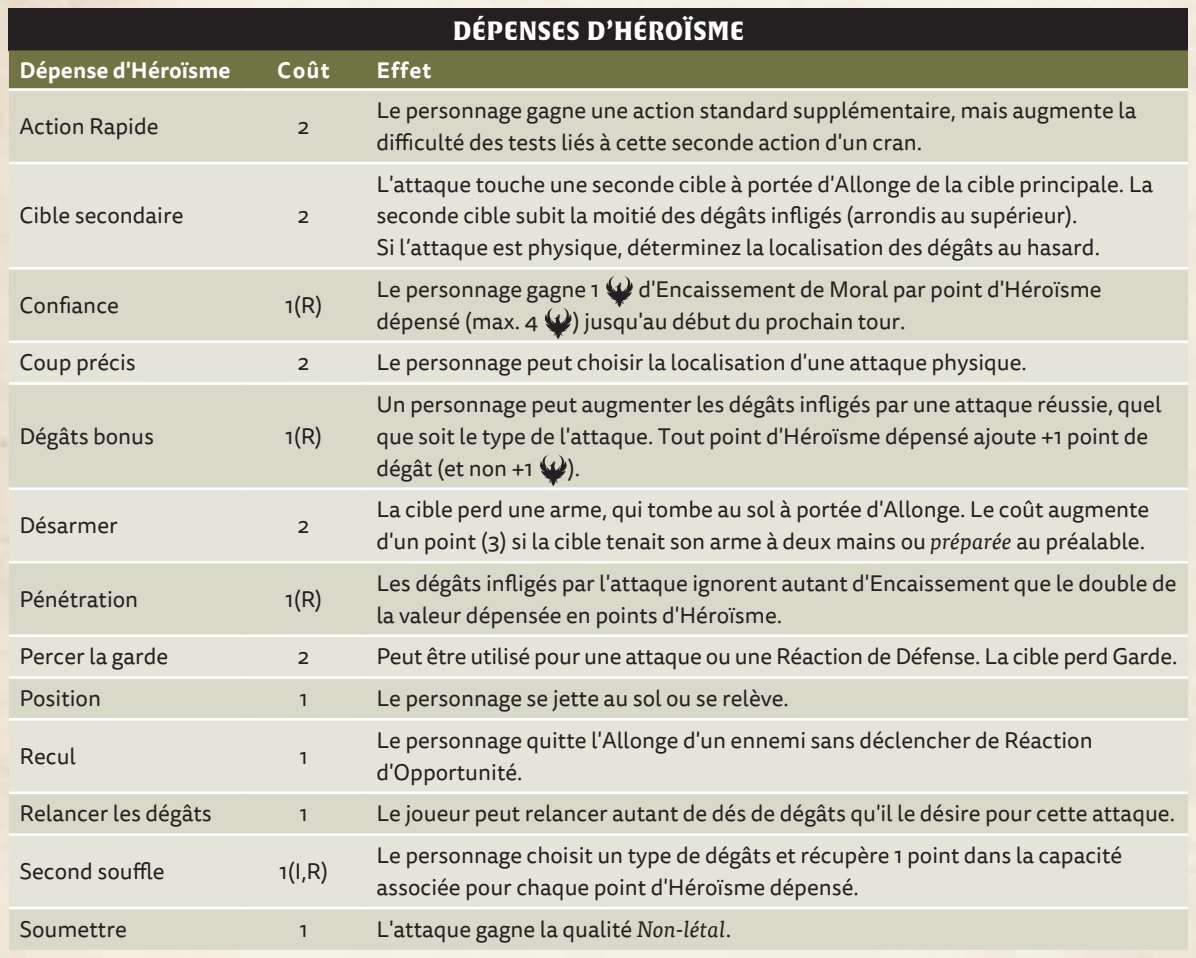 DÉPENSES D'HÉROÏSME
Dépense d'Héroïsme Coût Effet
Action Rapide 2 Le personnage gagne une action standard supplémentaire, mais augmente la
difficulté des tests liés à cette seconde action d'un cran.
Cible secondaire 2 L'attaque touche une seconde cible à portée d'Allonge de la cible principale. La
seconde cible subit la moitié des dégâts infligés (arrondis au supérieur).
Si l'attaque est physique, déterminez la localisation des dégâts au hasard.
Confiance 1(R) Le personnage gagne 1 d'Encaissement de Moral par point d'Héroïsme
dépensé (max. 4 ) jusqu'au début du prochain tour.
Coup précis 2 Le personnage peut choisir la localisation d'une attaque physique.
Dégâts bonus 1(R) Un personnage peut augmenter les dégâts infligés par une attaque réussie, quel
que soit le type de l'attaque. Tout point d'Héroïsme dépensé ajoute +1 point de
dégât (et non +1 ).
Désarmer 2 La cible perd une arme, qui tombe au sol à portée d'Allonge. Le coût augmente
d'un point (3) si la cible tenait son arme à deux mains ou préparée au préalable.
Pénétration 1(R) Les dégâts infligés par l'attaque ignorent autant d'Encaissement que le double de
la valeur dépensée en points d'Héroïsme.
Percer la garde 2 Peut être utilisé pour une attaque ou une Réaction de Défense. La cible perd Garde.
Position 1 Le personnage se jette au sol ou se relève.
Recul 1 Le personnage quitte l'Allonge d'un ennemi sans déclencher de Réaction
d'Opportunité.
Relancer les dégâts 1 Le joueur peut relancer autant de dés de dégâts qu'il le désire pour cette attaque.
Second souffle 1(I,R) Le personnage choisit un type de dégâts et récupère 1 point dans la capacité
associée pour chaque point d'Héroïsme dépensé.
Soumettre 1 L'attaque gagne la qualité Non-létal.